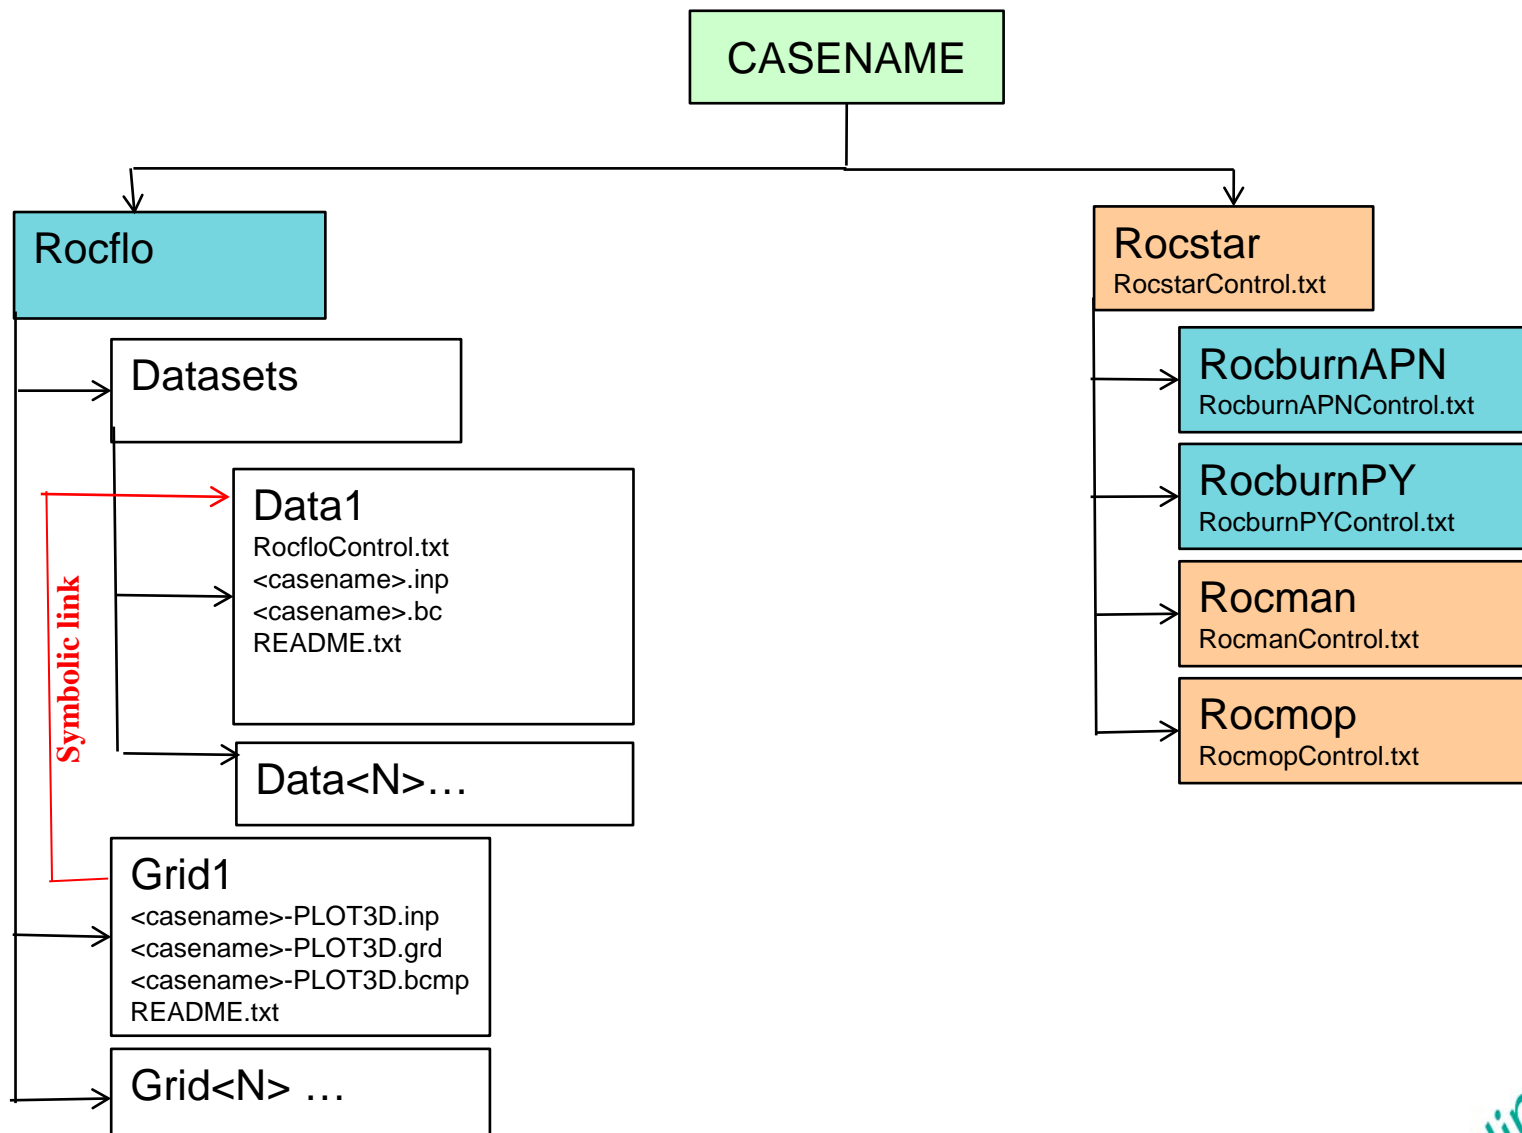 CASENAME
Rocflo
Datasets
Data1
RocfloControl.txt
<casename>.inp
<casename>.bc
README.txt
Data<N>…
Symbolic link
Grid1
<casename>-PLOT3D.inp
<casename>-PLOT3D.grd
<casename>-PLOT3D.bcmp
README.txt
Grid<N> …
Rocstar
RocstarControl.txt
RocburnAPN
RocburnAPNControl.txt
RocburnPY
RocburnPYControl.txt
Rocman
RocmanControl.txt
Rocmop
RocmopControl.txt